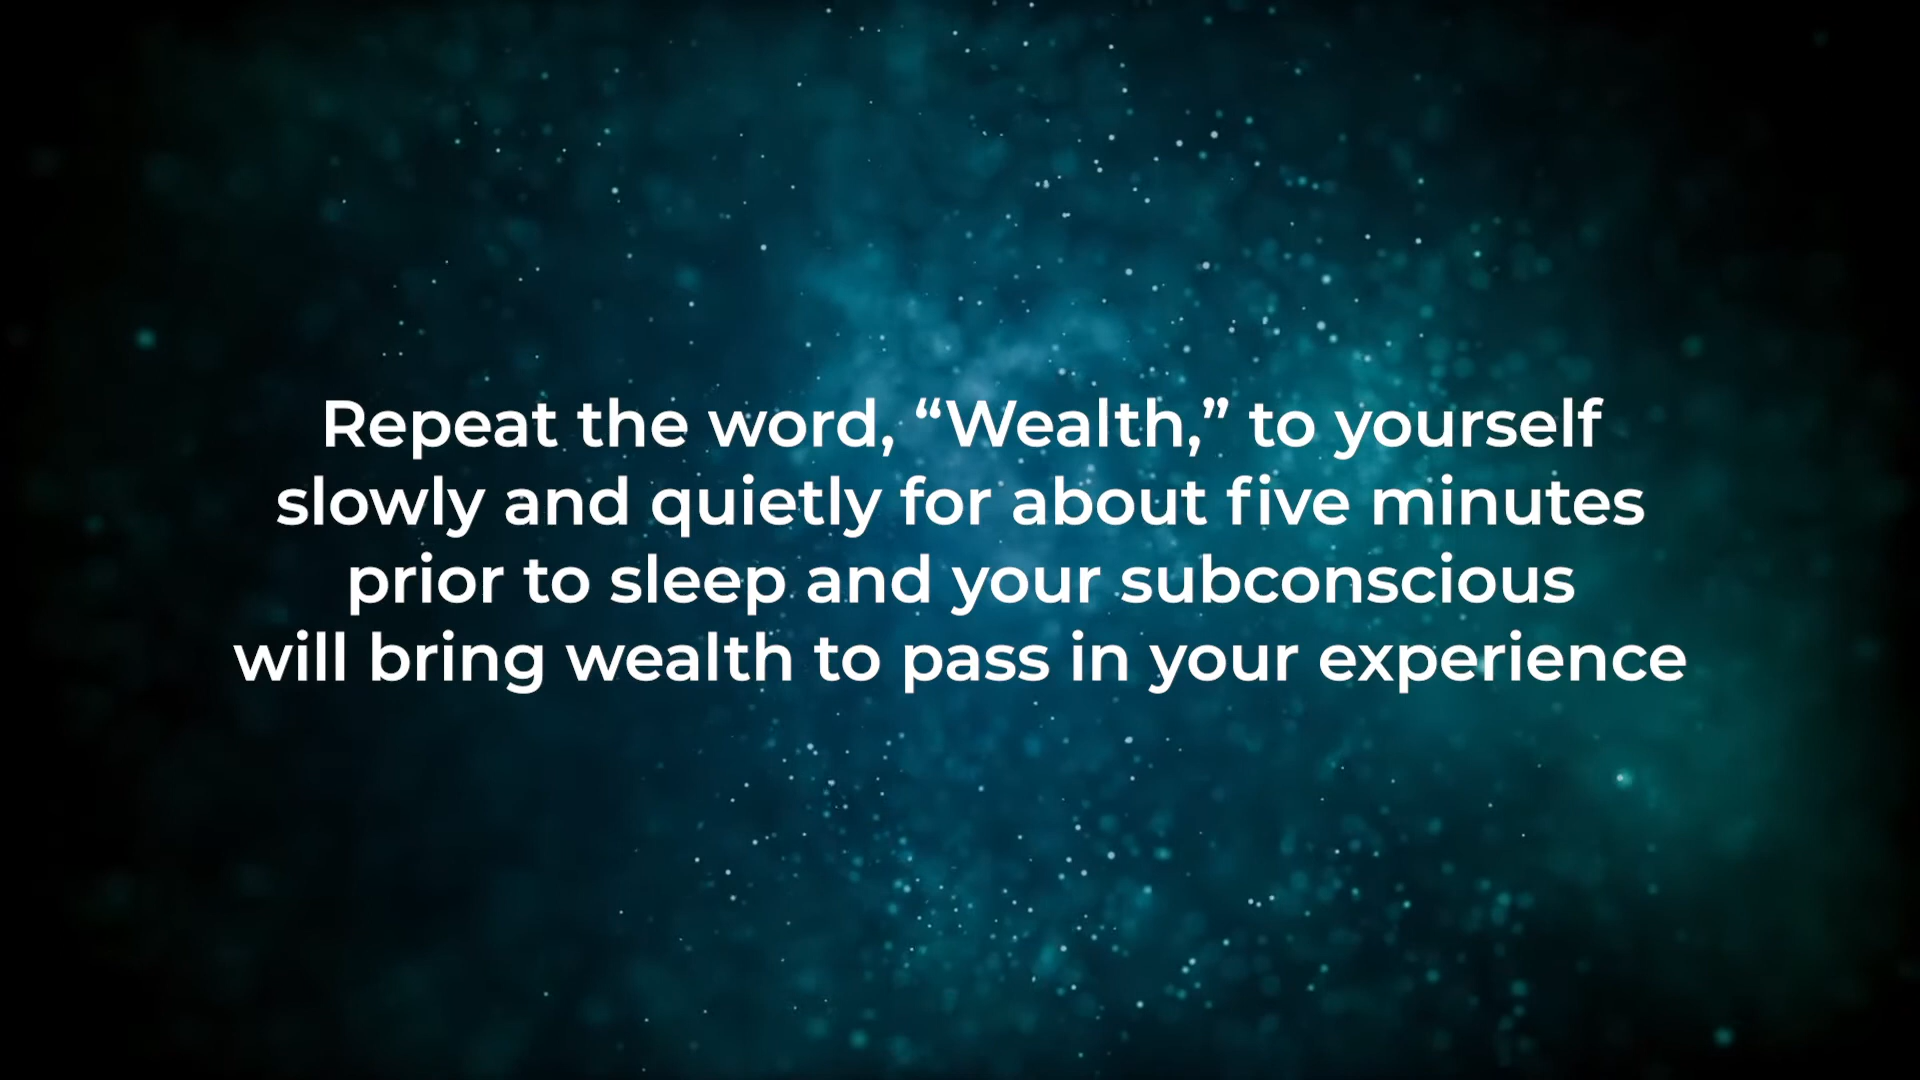 Repeat the word, “Wealth,” to yourself
slowly and quietly for about five minutes
prior to sleep and your subconscious
will bring wealth to pass in your experience